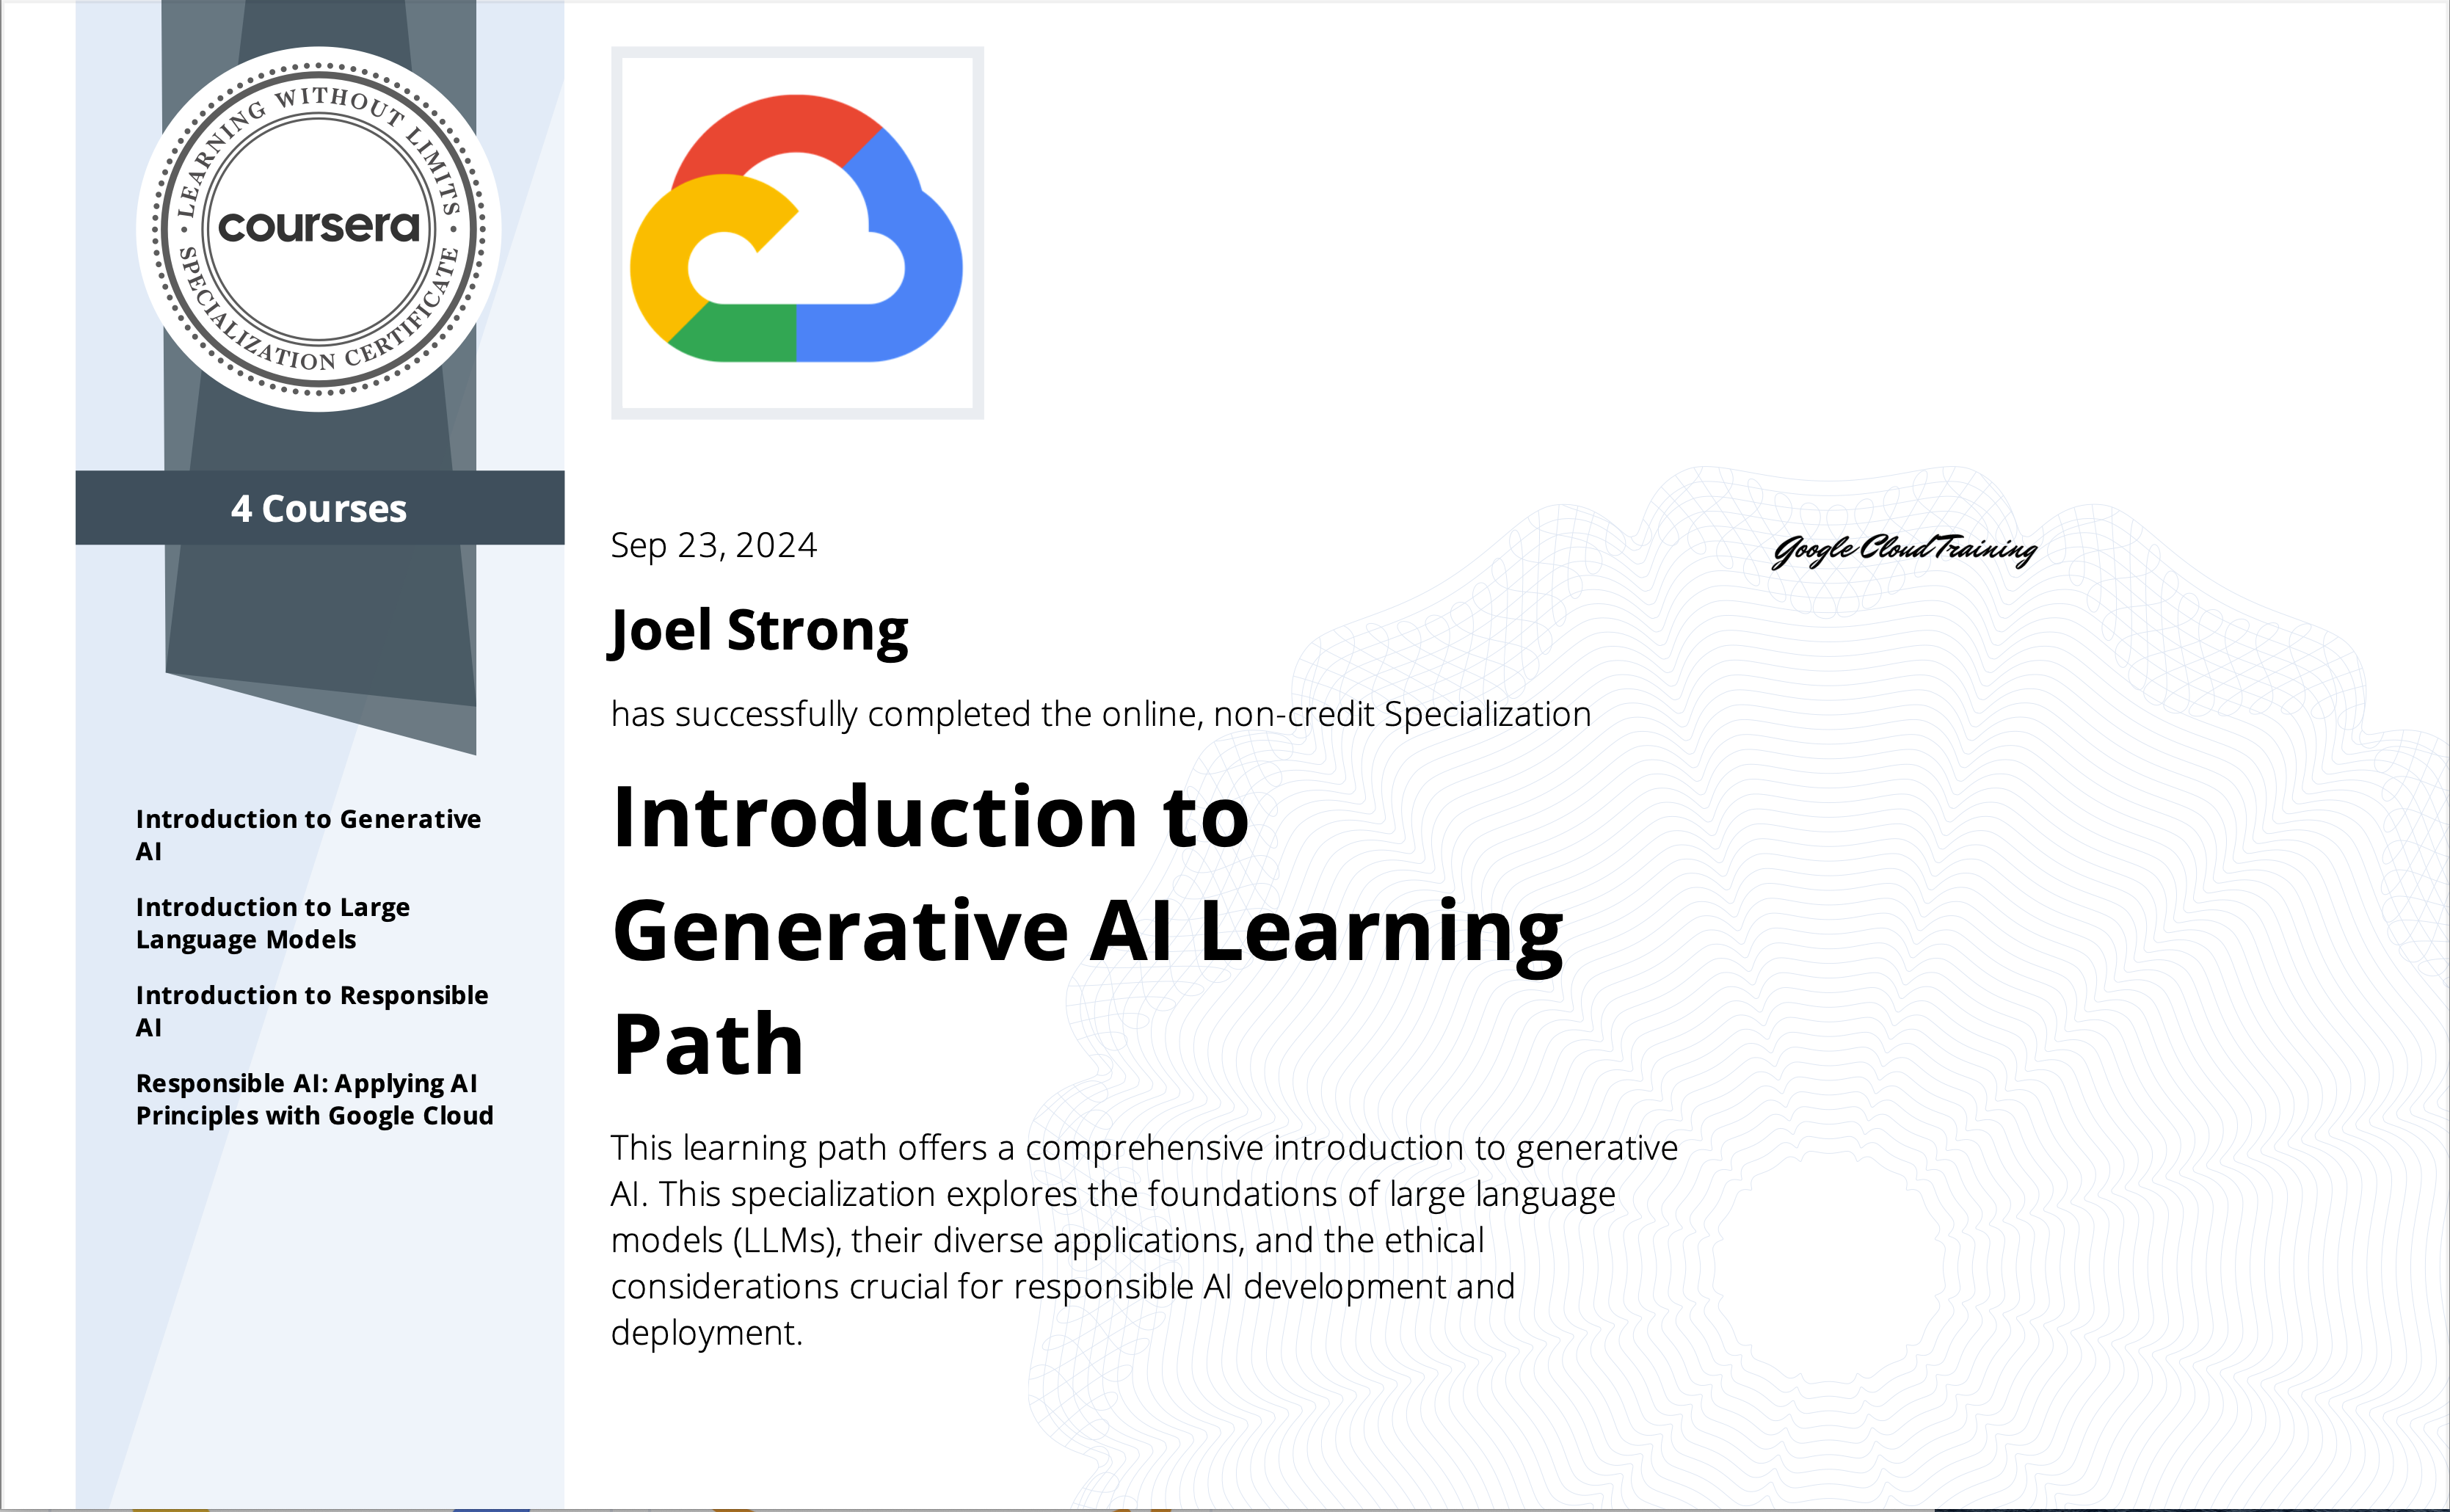 LEARNING WITHOUT LIMITS
coursera
SPECIALIZATION CERTIFICATE
4 Courses
Introduction to Generative
AI
Introduction to Large
Language Models
Introduction to Responsible
AI
Responsible AI: Applying AI
Principles with Google Cloud
Sep 23, 2024
Google Cloud Training
Joel Strong
has successfully completed the online, non-credit Specialization
Introduction to
Generative AI Learning
Path
This learning path offers a comprehensive introduction to generative
AI. This specialization explores the foundations of large language
models (LLMs), their diverse applications, and the ethical
considerations crucial for responsible AI development and
deployment.